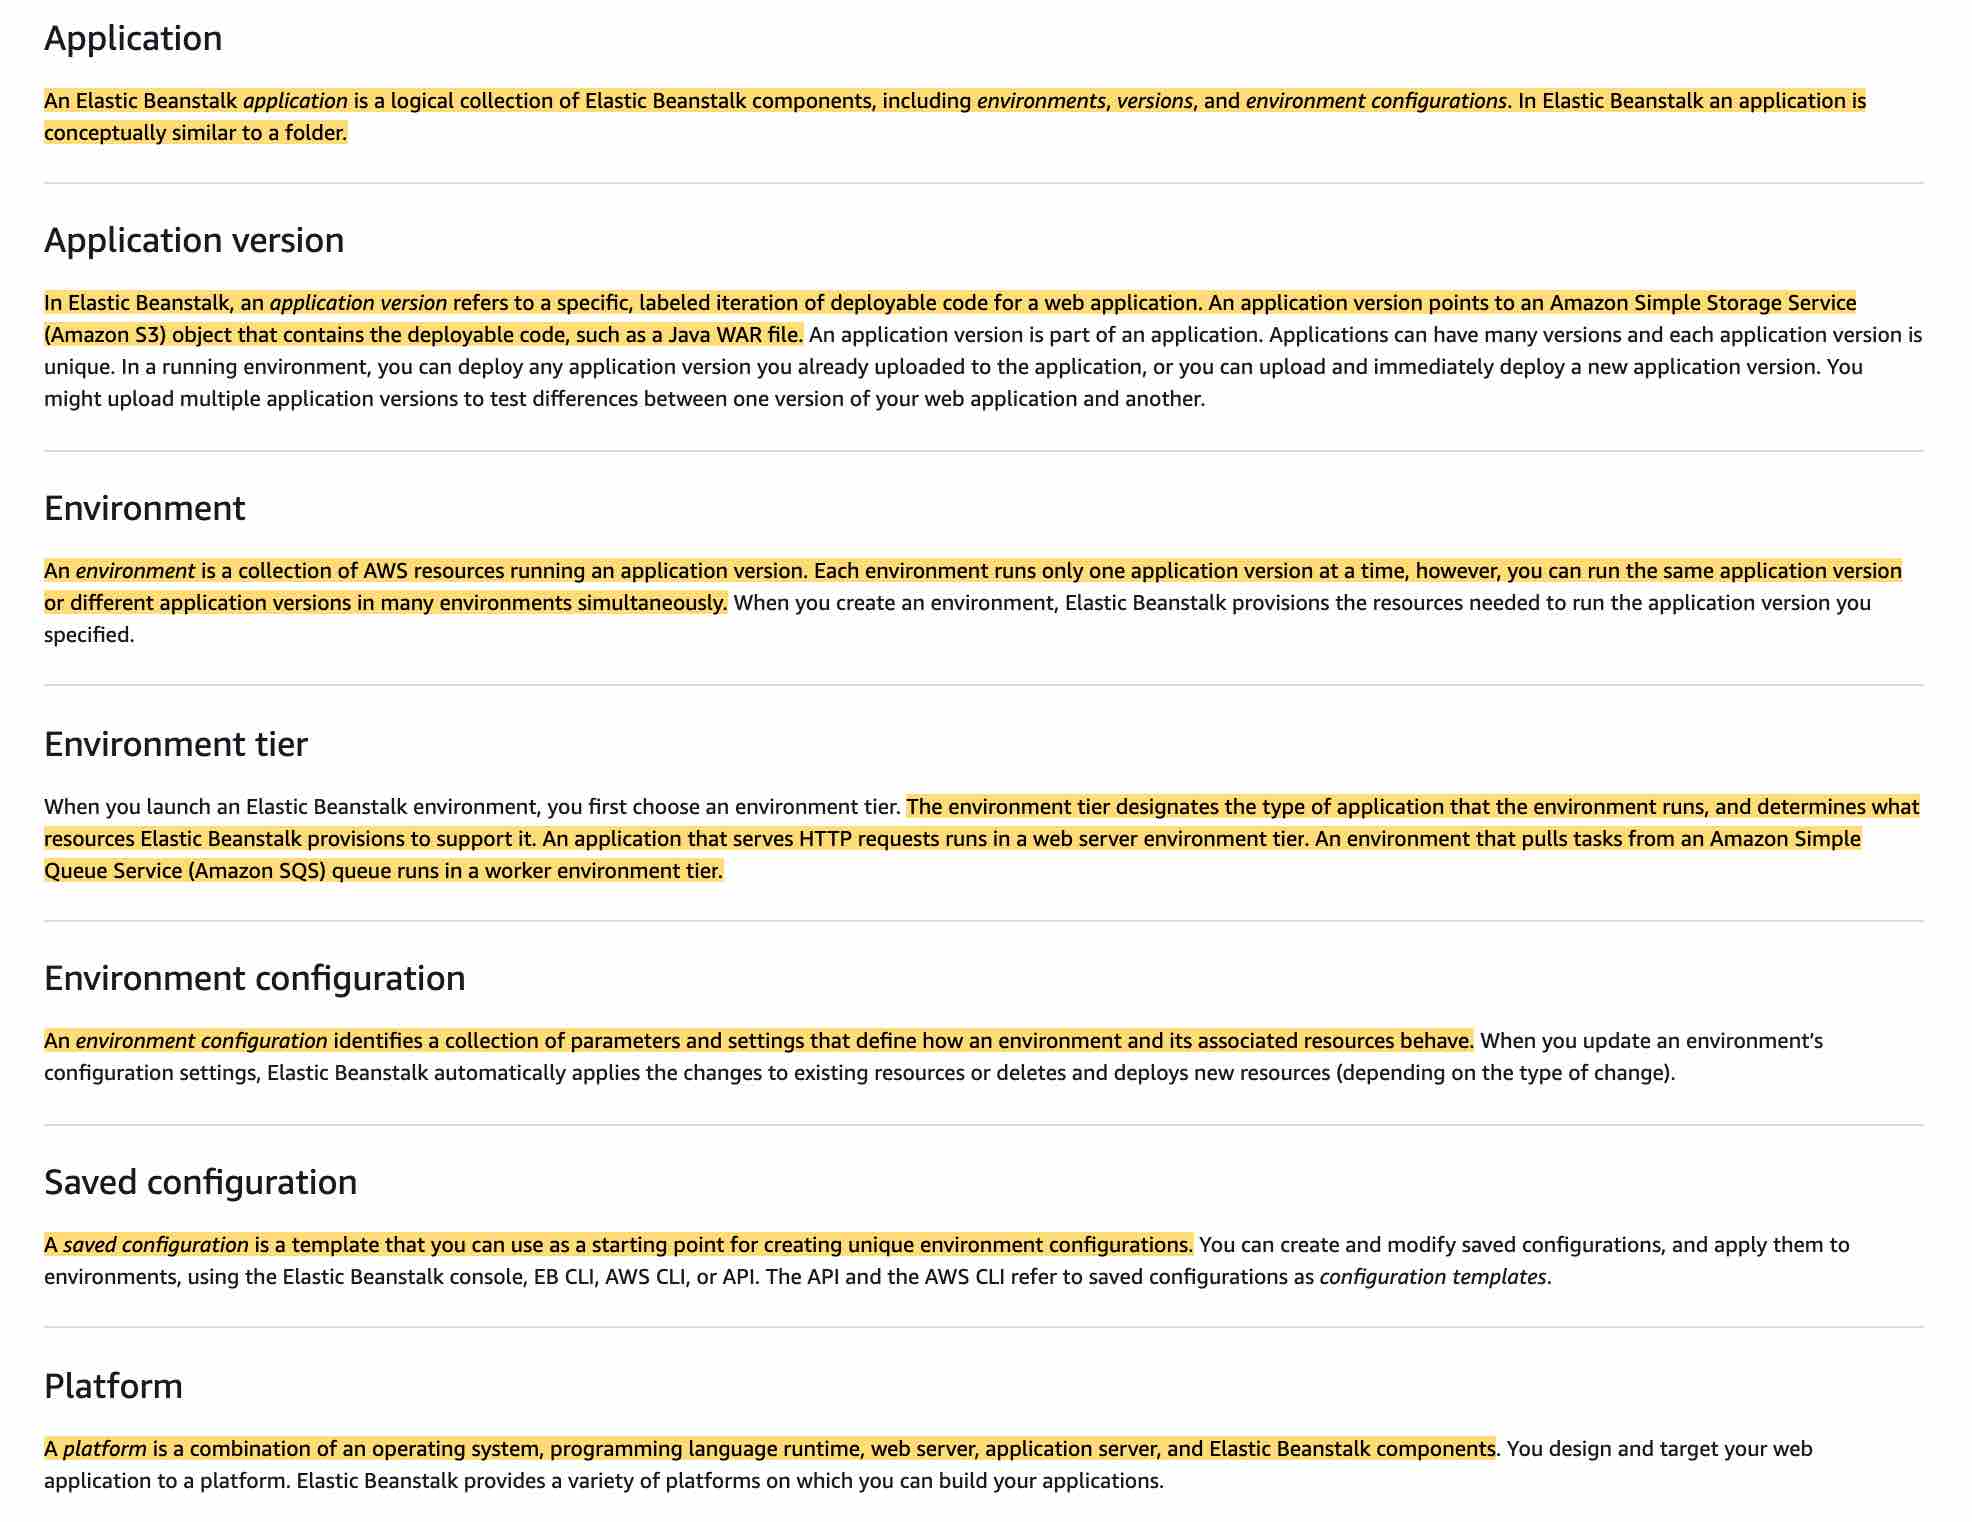 Application
An Elastic Beanstalk application is a logical collection of Elastic Beanstalk components, including environments, versions, and environment configurations. In Elastic Beanstalk an application is
conceptually similar to a folder.
Application version
In Elastic Beanstalk, an application version refers to a specific, labeled iteration of deployable code for a web application. An application version points to an Amazon Simple Storage Service
(Amazon S3) object that contains the deployable code, such as a Java WAR file. An application version is part of an application. Applications can have many versions and each application version is
unique. In a running environment, you can deploy any application version you already uploaded to the application, or you can upload and immediately deploy a new application version. You
might upload multiple application versions to test differences between one version of your web application and another.
Environment
An environment is a collection of AWS resources running an application version. Each environment runs only one application version at a time, however, you can run the same application version
or different application versions in many environments simultaneously. When you create an environment, Elastic Beanstalk provisions the resources needed to run the application version you
specified.
Environment tier
When you launch an Elastic Beanstalk environment, you first choose an environment tier. The environment tier designates the type of application that the environment runs, and determines what
resources Elastic Beanstalk provisions to support it. An application that serves HTTP requests runs in a web server environment tier. An environment that pulls tasks from an Amazon Simple
Queue Service (Amazon SQS) queue runs in a worker environment tier.
Environment configuration
An environment configuration identifies a collection of parameters and settings that define how an environment and its associated resources behave. When you update an environment’s
configuration settings, Elastic Beanstalk automatically applies the changes to existing resources or deletes and deploys new resources (depending on the type of change).
Saved configuration
A saved configuration is a template that you can use as a starting point for creating unique environment configurations. You can create and modify saved configurations, and apply them to
environments, using the Elastic Beanstalk console, EB CLI, AWS CLI, or API. The API and the AWS CLI refer to saved configurations as configuration templates.
Platform
A platform is a combination of an operating system, programming language runtime, web server, application server, and Elastic Beanstalk components. You design and target your web
application to a platform. Elastic Beanstalk provides a variety of platforms on which you can build your applications.